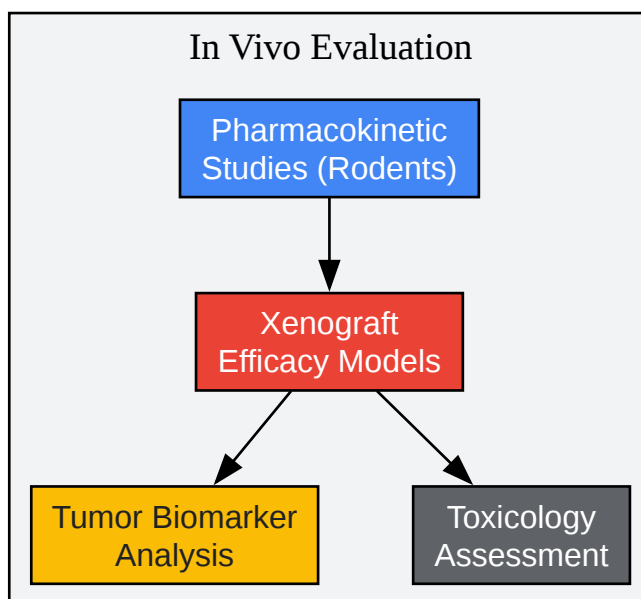 In Vivo Evaluation
Pharmacokinetic
Studies (Rodents)
Xenograft
Efficacy Models
Tumor Biomarker
Analysis
Toxicology
Assessment